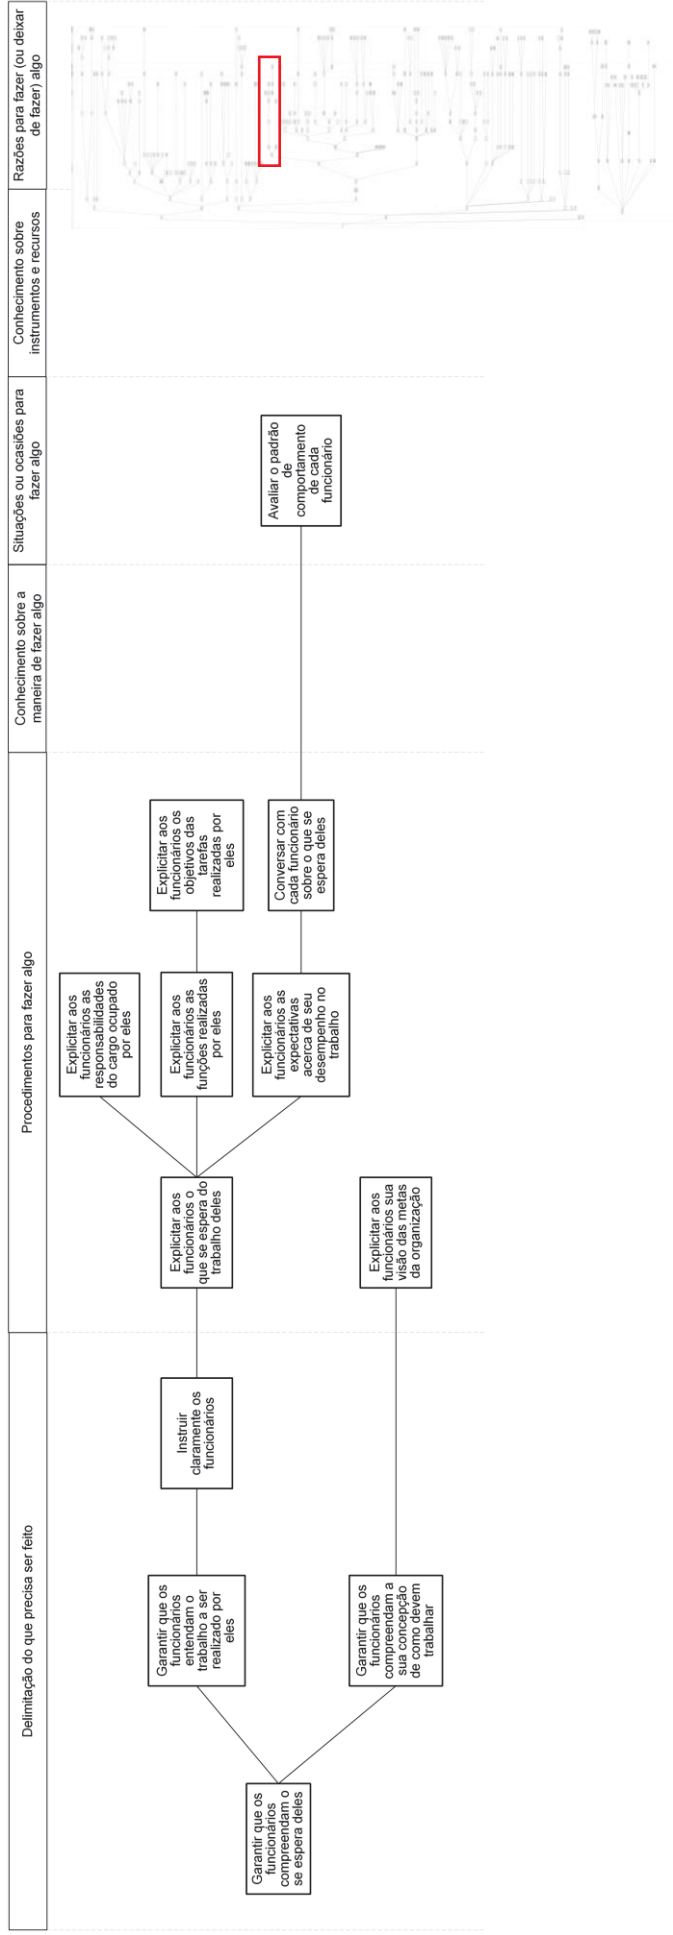 Delimitação do que precisa ser feito
Procedimentos para fazer algo
Conhecimento sobre a
maneira de fazer algo
Situações ou ocasiões para
fazer algo
Conhecimento sobre
instrumentos e recursos
Razões para fazer (ou deixar
de fazer) algo
Garantir que os
funcionários
compreendam o
se espera deles
Garantir que os
funcionários
entendam o
trabalho a ser
realizado por
eles
Garantir que os
funcionários
compreendam a
sua concepção
de como devem
trabalhar
Instruir
claramente os
funcionários
Explicitar aos
funcionários o
que se espera do
trabalho deles
Explicitar aos
funcionários sua
visão das metas
da organização
Explicitar aos
funcionários as
responsabilidades
do cargo ocupado
por eles
Explicitar aos
funcionários as
funções realizadas
por eles
Explicitar aos
funcionários as
expectativas
acerca de seu
desempenho no
trabalho
Explicitar aos
funcionários os
objetivos das
tarefas
realizadas por
eles
Conversar com
cada funcionário
sobre o que se
espera deles
Avaliar o padrão
de
comportamento
de cada
funcionário